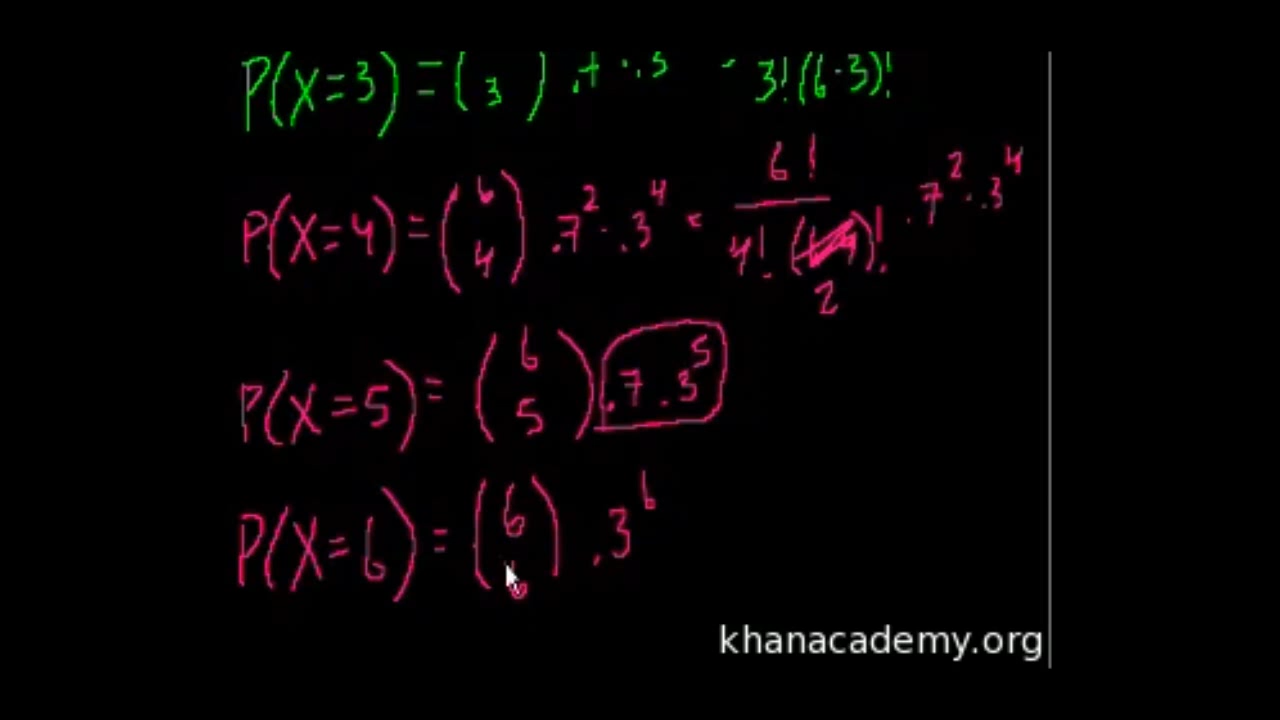 P(X=3) = ( 3 ) .7 · .3 = 3!(6-3)!
P(X=4) = (6 4) .7² · .3⁴ = 6! / 4! (6-4)! 2 · .7² · .3⁴
P(X=5) = (6 5) .7 .3⁵
P(X=6) = (6 6) .3⁶
khanacademy.org